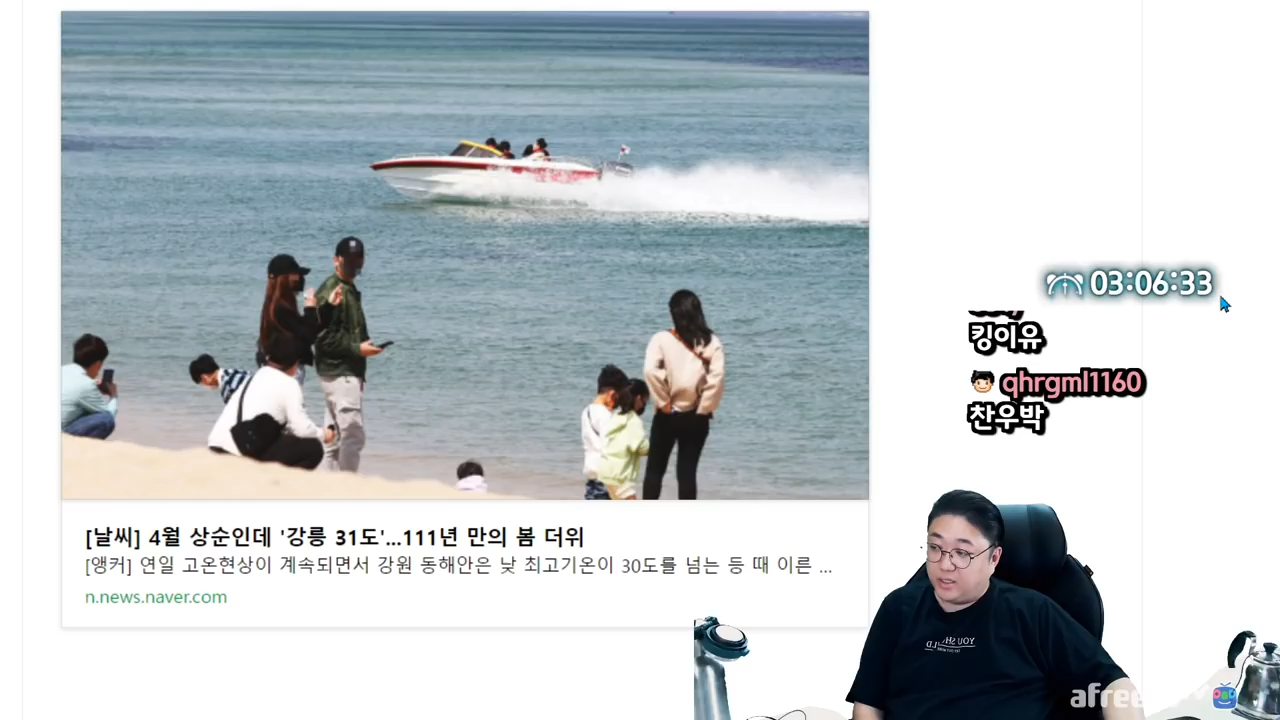 03:06:33
킹이유
qhrgml1160
찬우박
[날씨] 4월 상순인데 '강릉 31도'...111년 만의 봄 더위
[앵커] 연일 고온현상이 계속되면서 강원 동해안은 낮 최고기온이 30도를 넘는 등 때 이른 ...
n.news.naver.com
YOU SH
afree